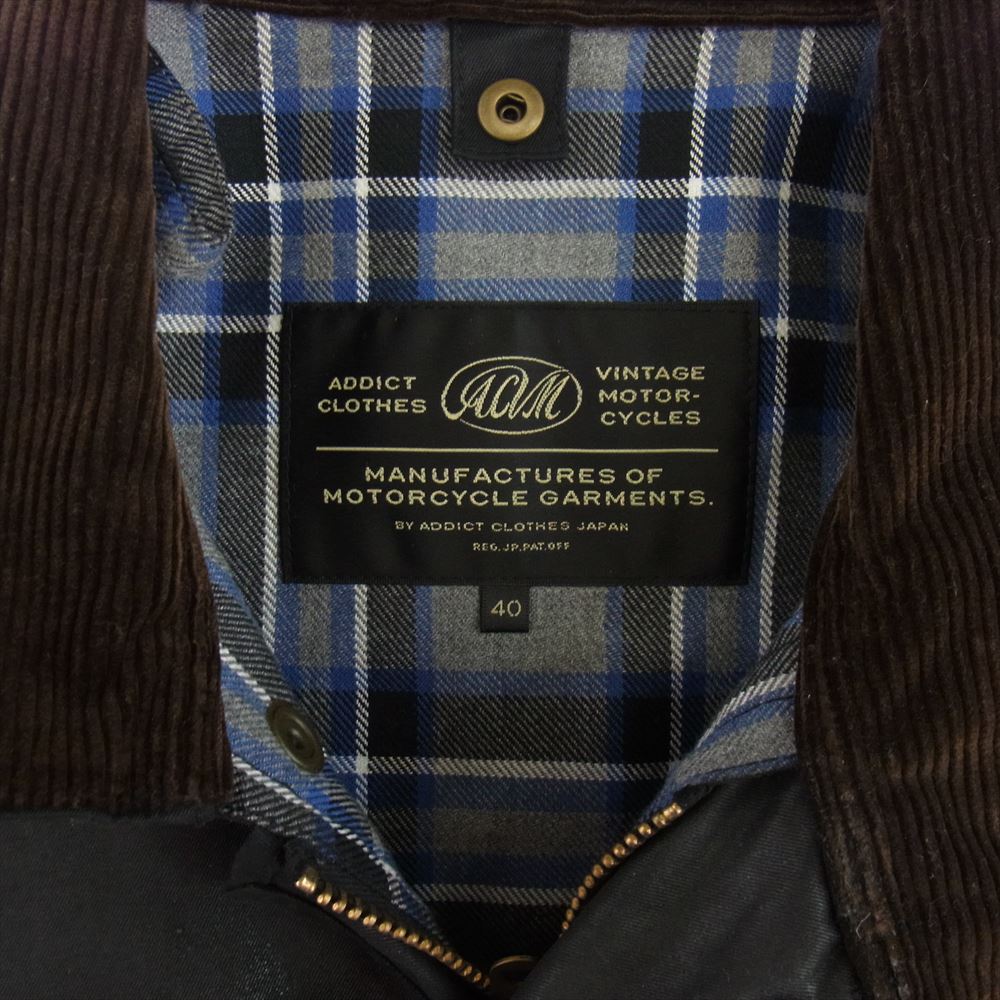 ADDICT
CLOTHES
ACVM
VINTAGE
MOTOR-
CYCLES
MANUFACTURES OF
MOTORCYCLE GARMENTS.
BY ADDICT CLOTHES JAPAN
REG.JP.PAT.OFF
40